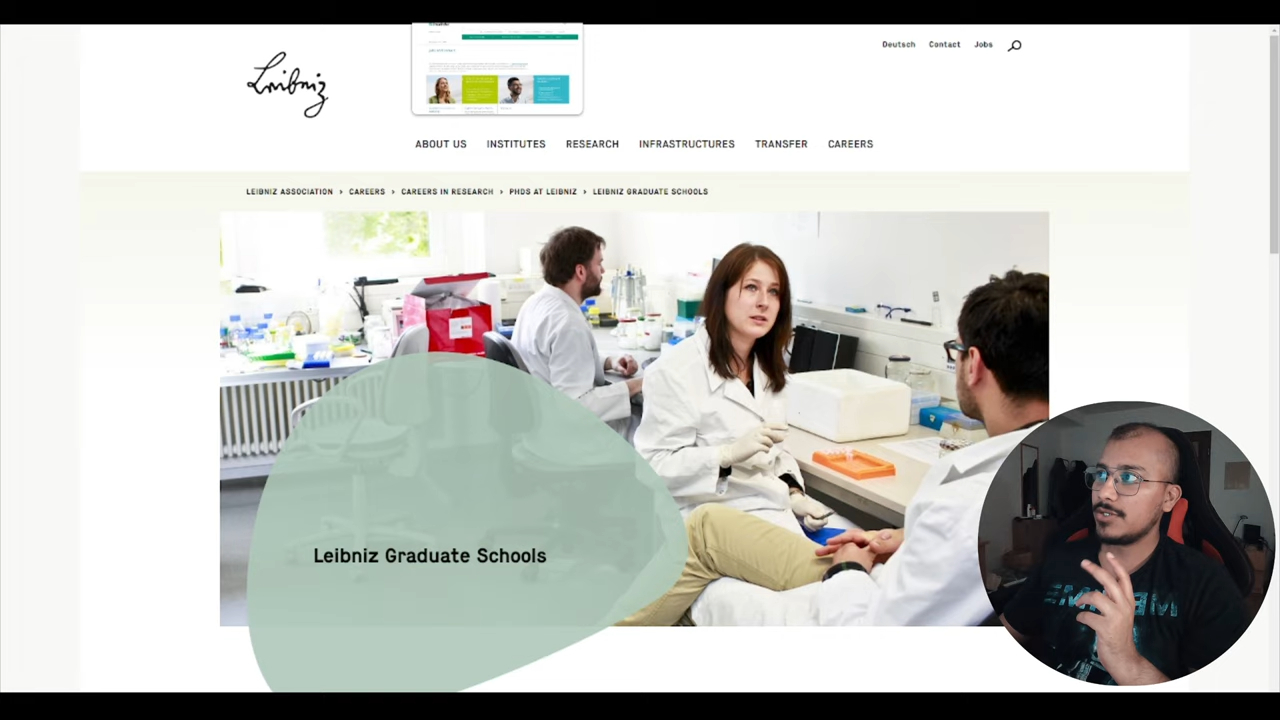 Leibniz
Deutsch Contact Jobs
ABOUT US INSTITUTES RESEARCH INFRASTRUCTURES TRANSFER CAREERS
LEIBNIZ ASSOCIATION › CAREERS › CAREERS IN RESEARCH › PHDS AT LEIBNIZ › LEIBNIZ GRADUATE SCHOOLS
Leibniz Graduate Schools